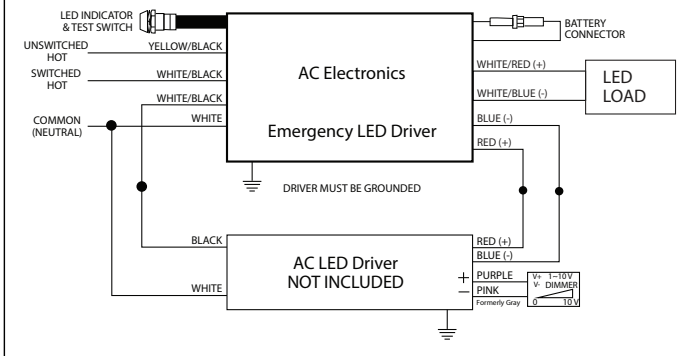 LED INDICATOR
& TEST SWITCH
UNSWITCHED
HOT
YELLOW/BLACK
SWITCHED
HOT
WHITE/BLACK
WHITE/BLACK
COMMON
(NEUTRAL)
WHITE
AC Electronics
Emergency LED Driver
BATTERY
CONNECTOR
WHITE/RED (+)
WHITE/BLUE (-)
LED
LOAD
BLUE (-)
RED (+)
DRIVER MUST BE GROUNDED
BLACK
WHITE
AC LED Driver
NOT INCLUDED
RED (+)
BLUE (-)
+ PURPLE
− PINK
Formerly Gray
V+ 1-10V
V- DIMMER
0 10V